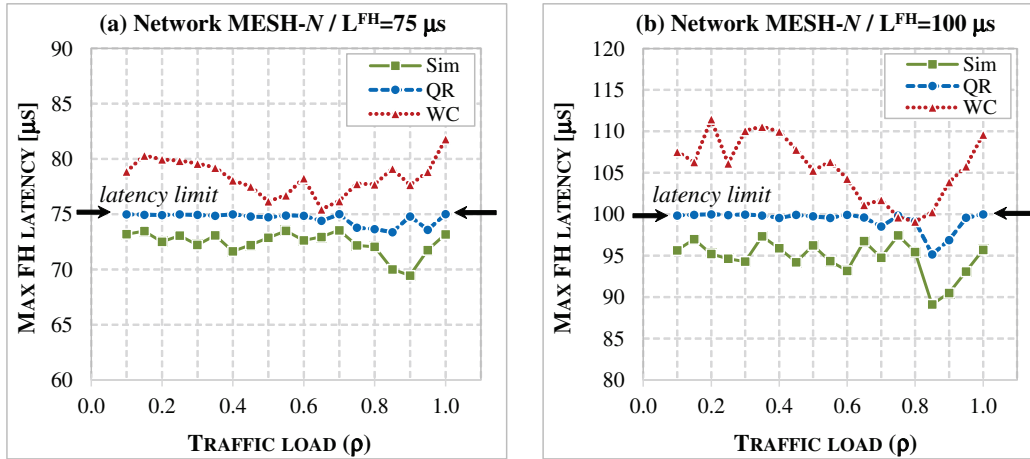 (a) Network MESH-N / L^FH=75 μs
90
85
80
75
70
65
60
MAX FH LATENCY [μs]
Sim
QR
WC
latency limit
0.0 0.2 0.4 0.6 0.8 1.0
TRAFFIC LOAD (ρ)
(b) Network MESH-N / L^FH=100 μs
120
115
110
105
100
95
90
85
80
MAX FH LATENCY [μs]
Sim
QR
WC
latency limit
0.0 0.2 0.4 0.6 0.8 1.0
TRAFFIC LOAD (ρ)